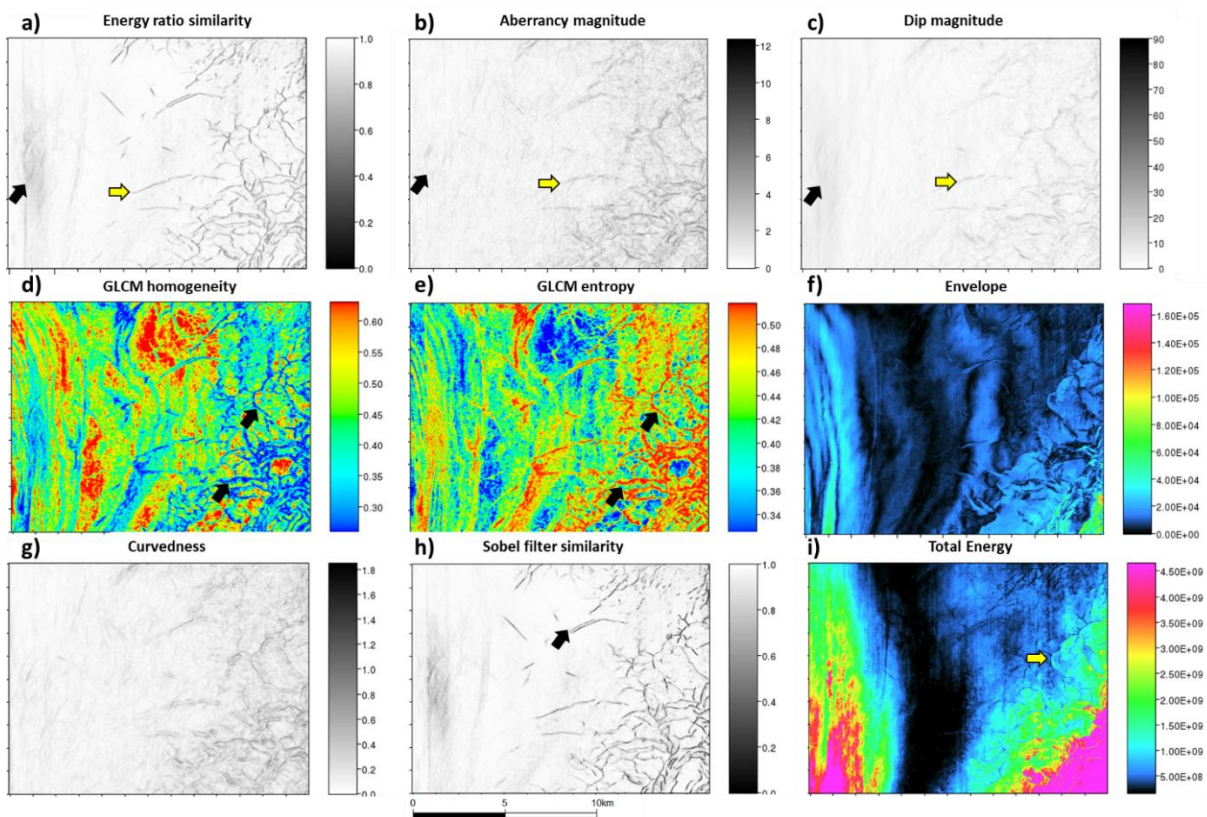 a) Energy ratio similarity
1.0
0.8
0.6
0.4
0.2
0.0
b) Aberrancy magnitude
12
10
8
6
4
2
0
c) Dip magnitude
90
80
70
60
50
40
30
20
10
0
d) GLCM homogeneity
0.60
0.55
0.50
0.45
0.40
0.35
0.30
e) GLCM entropy
0.50
0.48
0.46
0.44
0.42
0.40
0.38
0.36
0.34
f) Envelope
1.60E+05
1.40E+05
1.20E+05
1.00E+05
8.00E+04
6.00E+04
4.00E+04
2.00E+04
0.00E+00
g) Curvedness
1.8
1.6
1.4
1.2
1.0
0.8
0.6
0.4
0.2
0.0
h) Sobel filter similarity
1.0
0.8
0.6
0.4
0.2
0.0
0 5 10km
i) Total Energy
4.50E+09
4.00E+09
3.50E+09
3.00E+09
2.50E+09
2.00E+09
1.50E+09
1.00E+09
5.00E+08